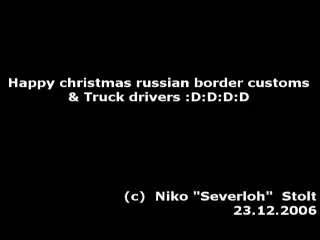 Happy christmas russian border customs
& Truck drivers :D:D:D:D
(c)  Niko "Severloh"  Stolt
23.12.2006